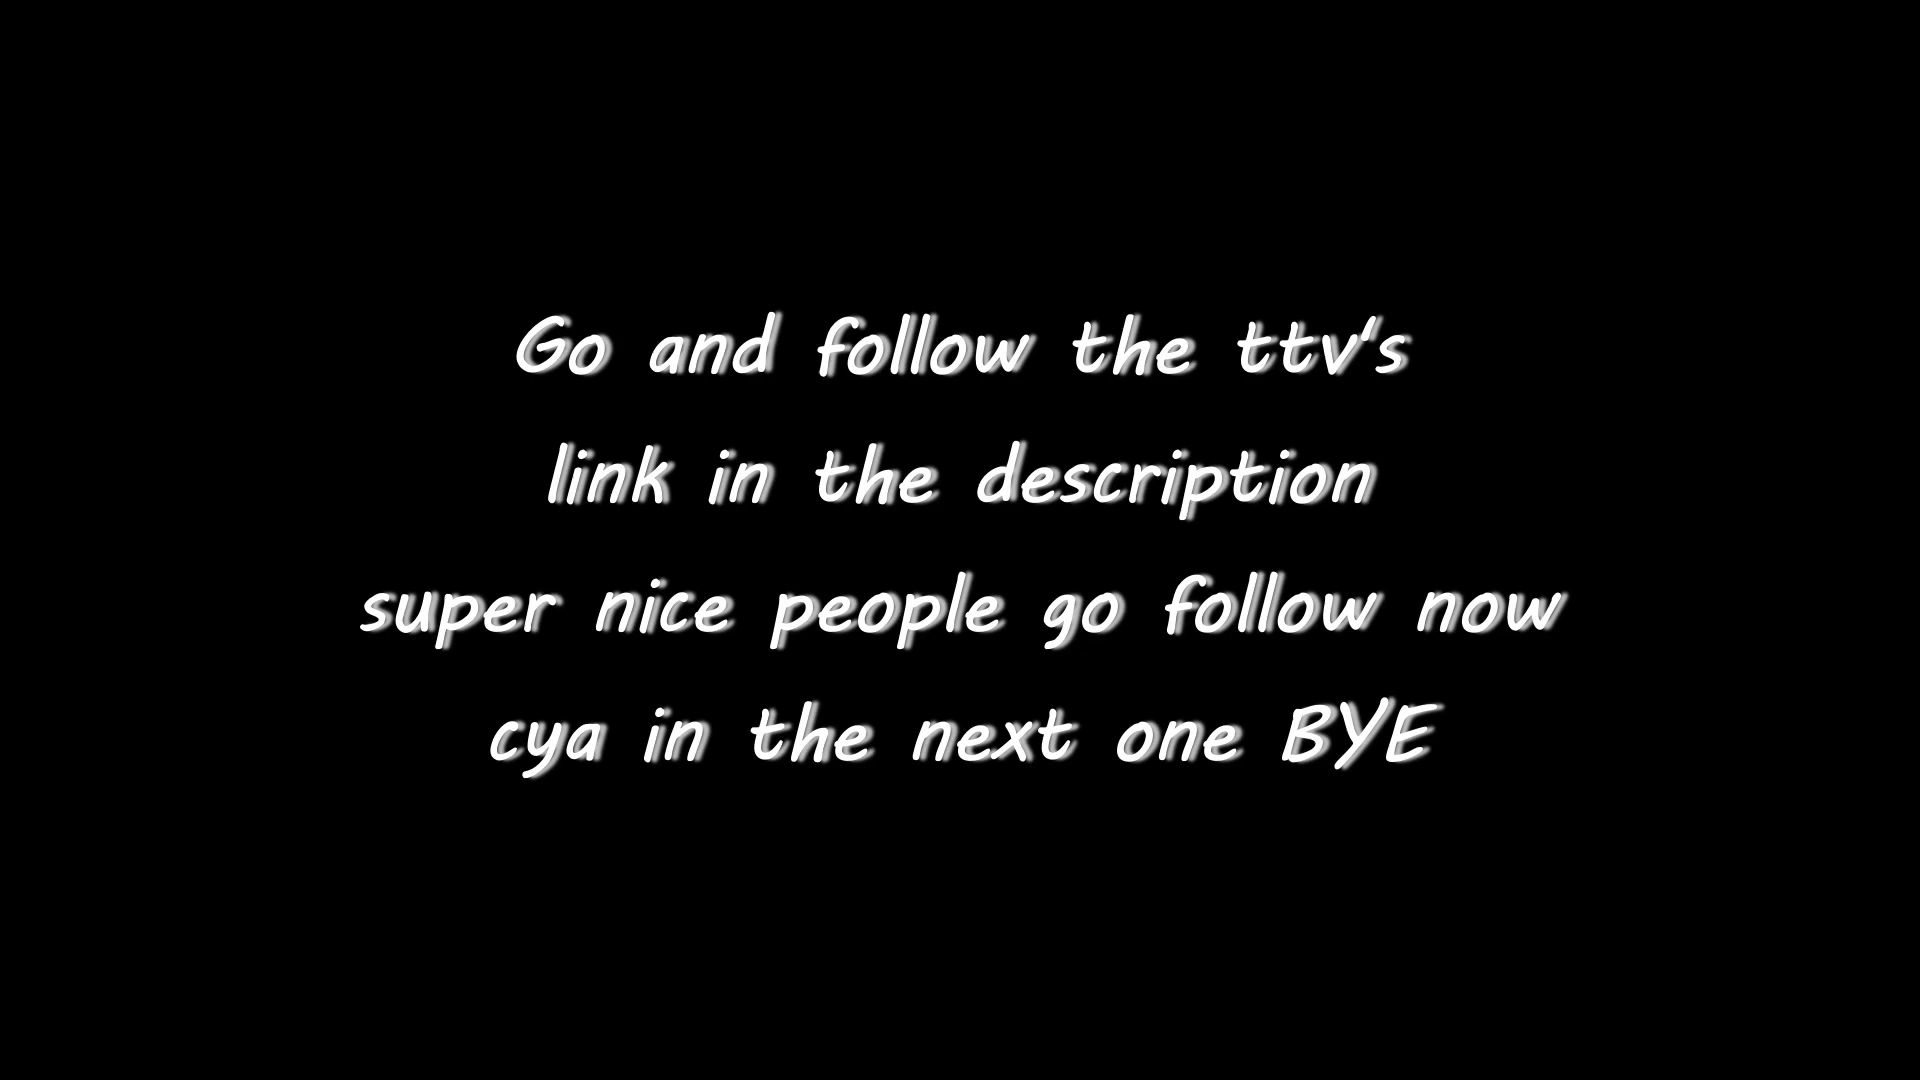 Go and follow the ttv's
link in the description
super nice people go follow now
cya in the next one BYE